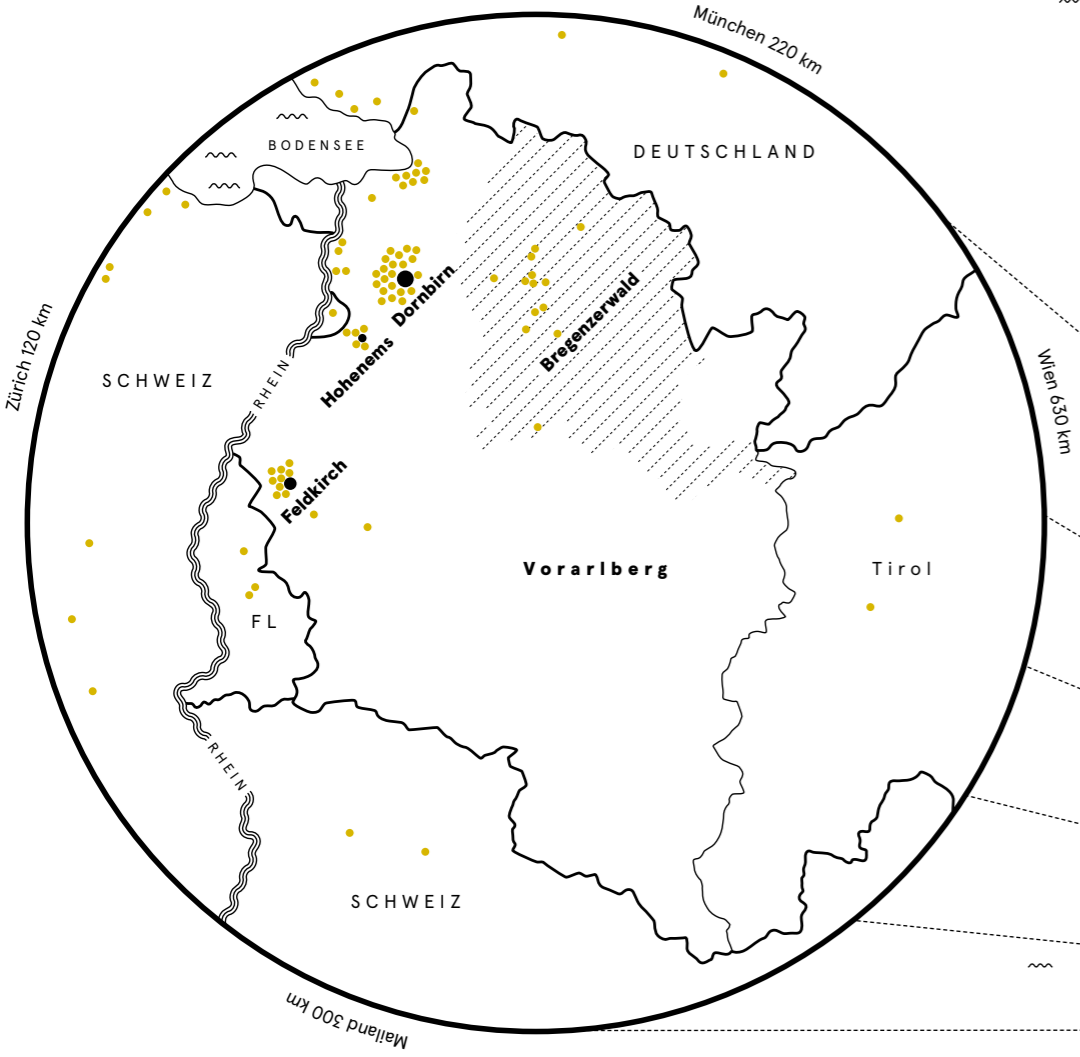 München 220 km
BODENSEE
DEUTSCHLAND
Dornbirn
Bregenzerwald
Hohenems
Zürich 120 km
SCHWEIZ
RHEIN
Wien 630 km
Feldkirch
Vorarlberg
Tirol
FL
RHEIN
SCHWEIZ
Mailand 300 km